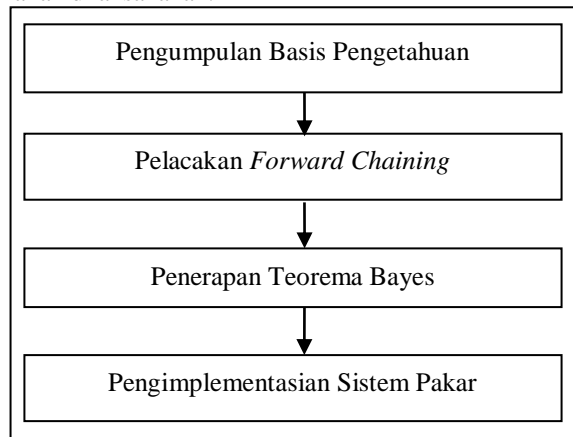 Pengumpulan Basis Pengetahuan
Pelacakan Forward Chaining
Penerapan Teorema Bayes
Pengimplementasian Sistem Pakar